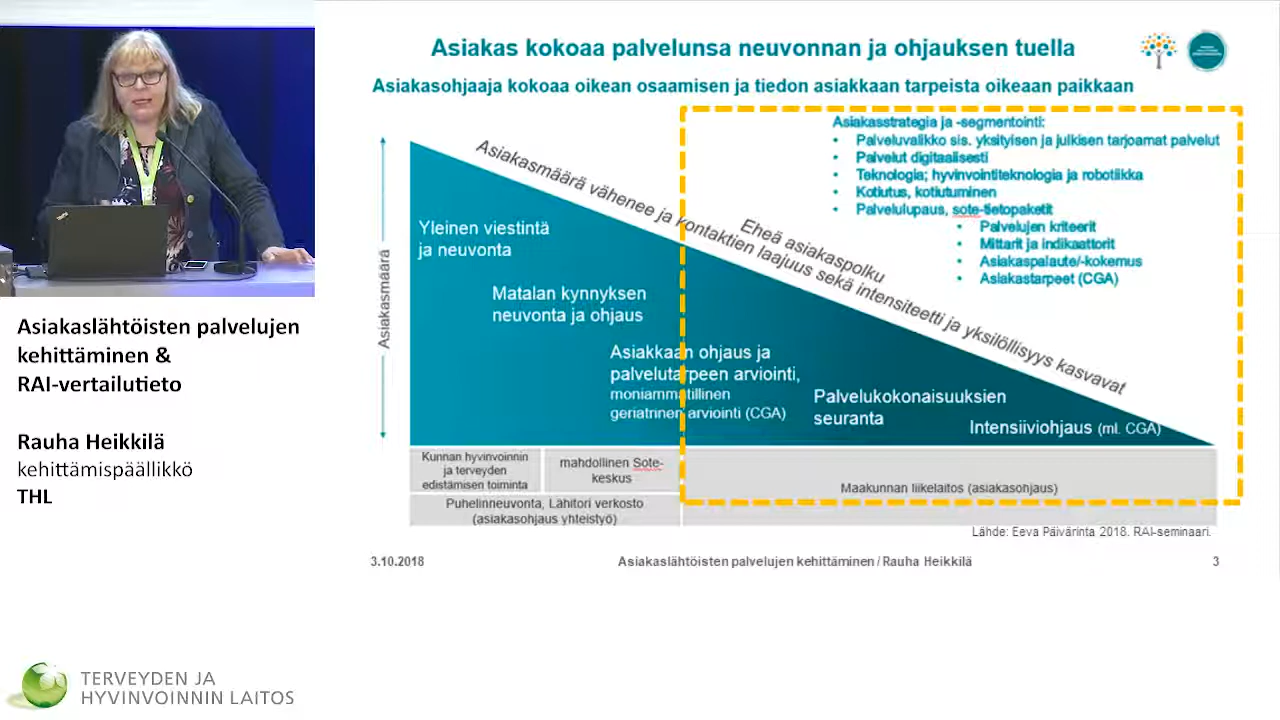 Asiakas kokoaa palvelunsa neuvonnan ja ohjauksen tuella
Asiakasohjaaja kokoaa oikean osaamisen ja tiedon asiakkaan tarpeista oikeaan paikkaan
Asiakasstrategia ja -segmentointi:
• Palveluvalikko sis. yksityisen ja julkisen tarjoamat palvelut
• Palvelut digitaalisesti
• Teknologia; hyvinvointiteknologia ja robotiikka
• Kotiutus, kotiutuminen
• Palvelulupaus, sote-tietopaketit
• Palvelujen kriteerit
• Mittarit ja indikaattorit
• Asiakaspalaute/-kokemus
• Asiakastarpeet (CGA)
Asiakasmäärä vähenee ja kontaktien laajuus sekä intensiteetti ja yksilöllisyys kasvavat
Eheä asiakaspolku
Asiakasmäärä
Yleinen viestintä
ja neuvonta
Matalan kynnyksen
neuvonta ja ohjaus
Asiakkaan ohjaus ja
palvelutarpeen arviointi,
moniammatillinen
geriatrinen arviointi (CGA)
Palvelukokonaisuuksien
seuranta
Intensiiviohjaus (ml. CGA)
Kunnan hyvinvoinnin
ja terveyden
edistämisen toiminta
mahdollinen Sote-
keskus
Maakunnan liikelaitos (asiakasohjaus)
Puhelinneuvonta, Lähitori verkosto
(asiakasohjaus yhteistyö)
Lähde: Eeva Päivärinta 2018. RAI-seminaari.
3.10.2018
Asiakaslähtöisten palvelujen kehittäminen / Rauha Heikkilä
3
Asiakaslähtöisten palvelujen
kehittäminen &
RAI-vertailutieto
Rauha Heikkilä
kehittämispäällikkö
THL
TERVEYDEN JA
HYVINVOINNIN LAITOS